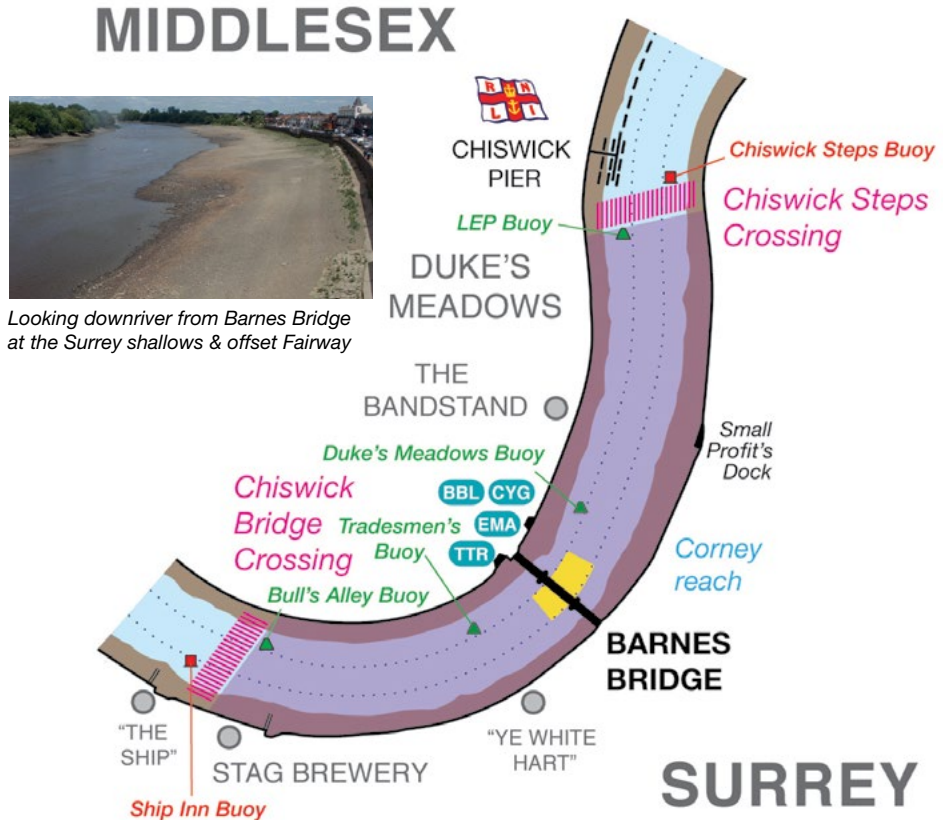 MIDDLESEX
R N
L I
CHISWICK
PIER
Chiswick Steps Buoy
Chiswick Steps
Crossing
LEP Buoy
DUKE'S
MEADOWS
Looking downriver from Barnes Bridge
at the Surrey shallows & offset Fairway
THE
BANDSTAND
Small
Profit's
Dock
Duke's Meadows Buoy
Chiswick
Bridge
Crossing
BBL CYG
Tradesmen's
Buoy
EMA
TTR
Corney
reach
Bull's Alley Buoy
BARNES
BRIDGE
"THE
SHIP"
STAG BREWERY
"YE WHITE
HART"
SURREY
Ship Inn Buoy